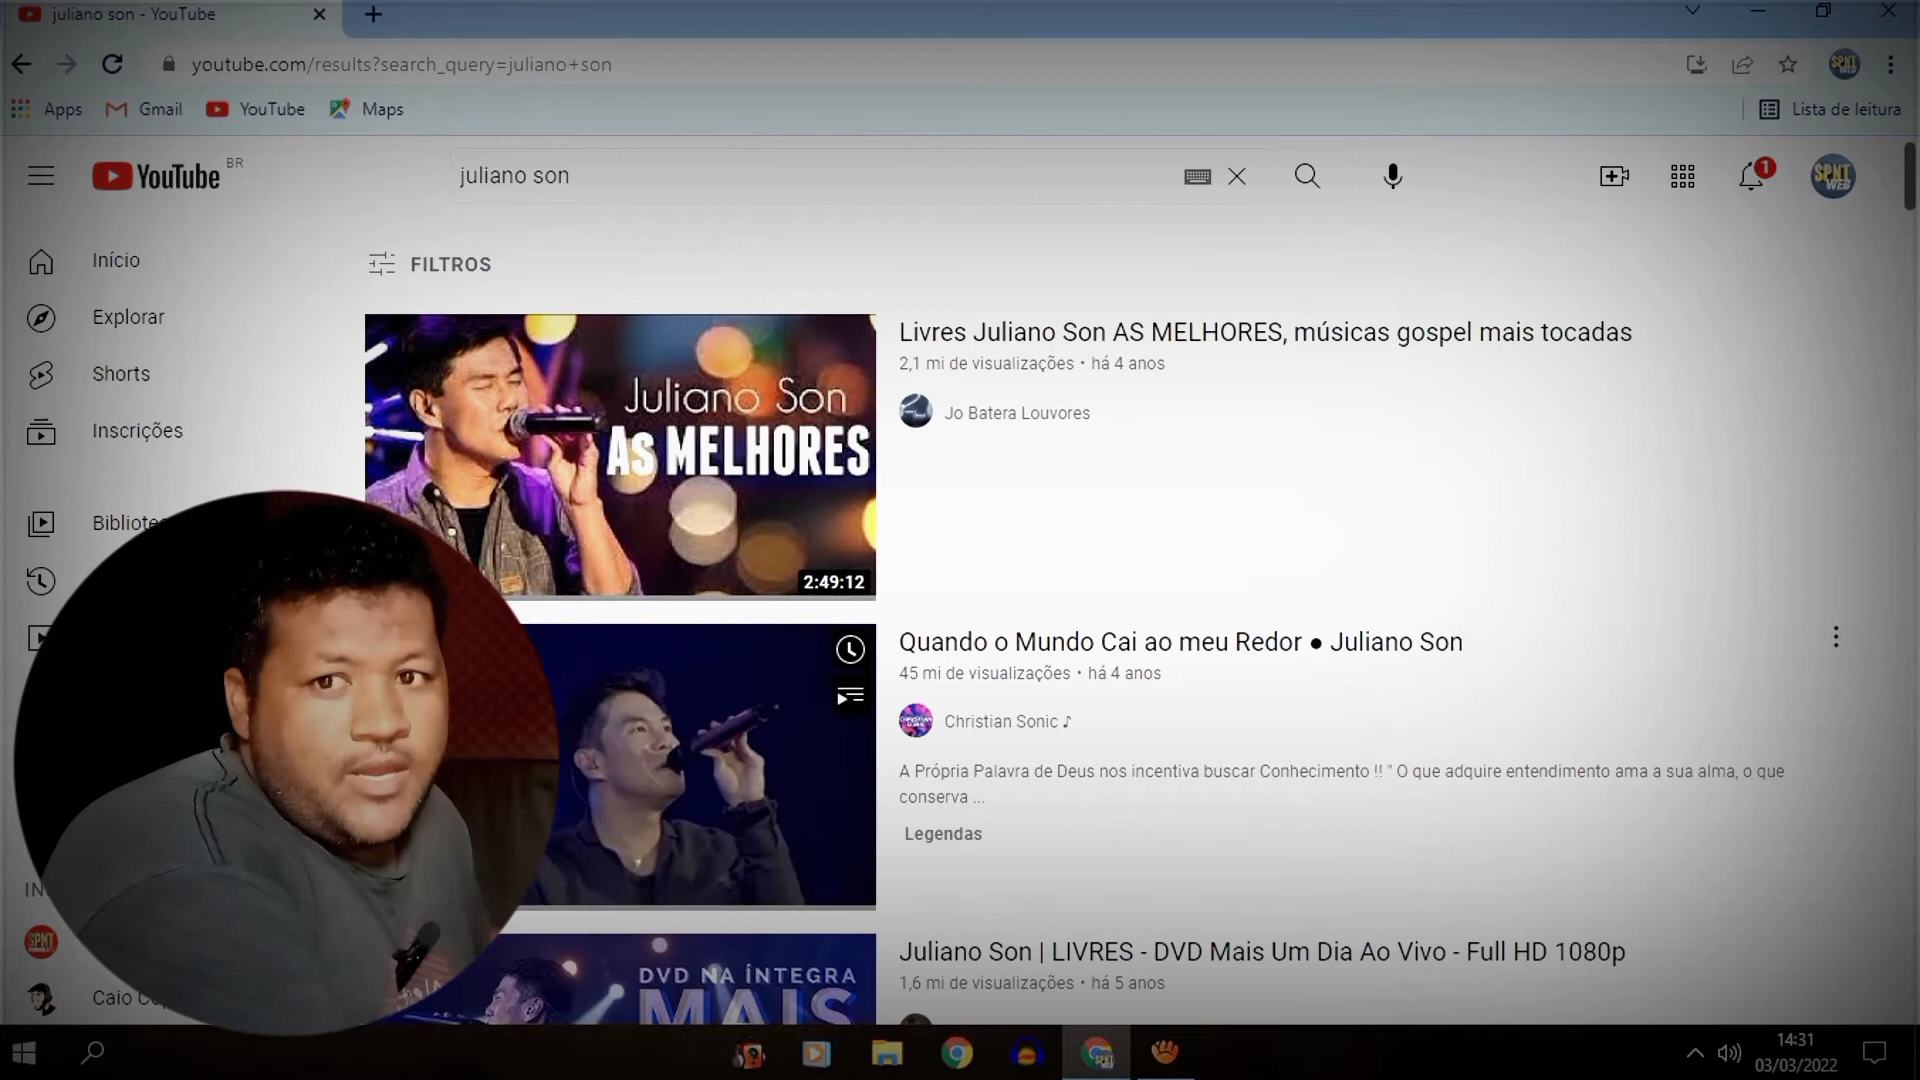 juliano son - YouTube
youtube.com/results?search_query=juliano+son
Apps Gmail YouTube Maps Lista de leitura
YouTube BR
juliano son
1
SPNT WEB
Início
Explorar
Shorts
Inscrições
FILTROS
Juliano Son
AS MELHORES
2:49:12
Livres Juliano Son AS MELHORES, músicas gospel mais tocadas
2,1 mi de visualizações • há 4 anos
Jo Batera Louvores
Quando o Mundo Cai ao meu Redor ● Juliano Son
45 mi de visualizações • há 4 anos
Christian Sonic ♪
A Própria Palavra de Deus nos incentiva buscar Conhecimento !! " O que adquire entendimento ama a sua alma, o que
conserva ...
Legendas
SPNT
Caio
DVD NA ÍNTEGRA
MAIS
Juliano Son | LIVRES - DVD Mais Um Dia Ao Vivo - Full HD 1080p
1,6 mi de visualizações • há 5 anos
14:31
03/03/2022